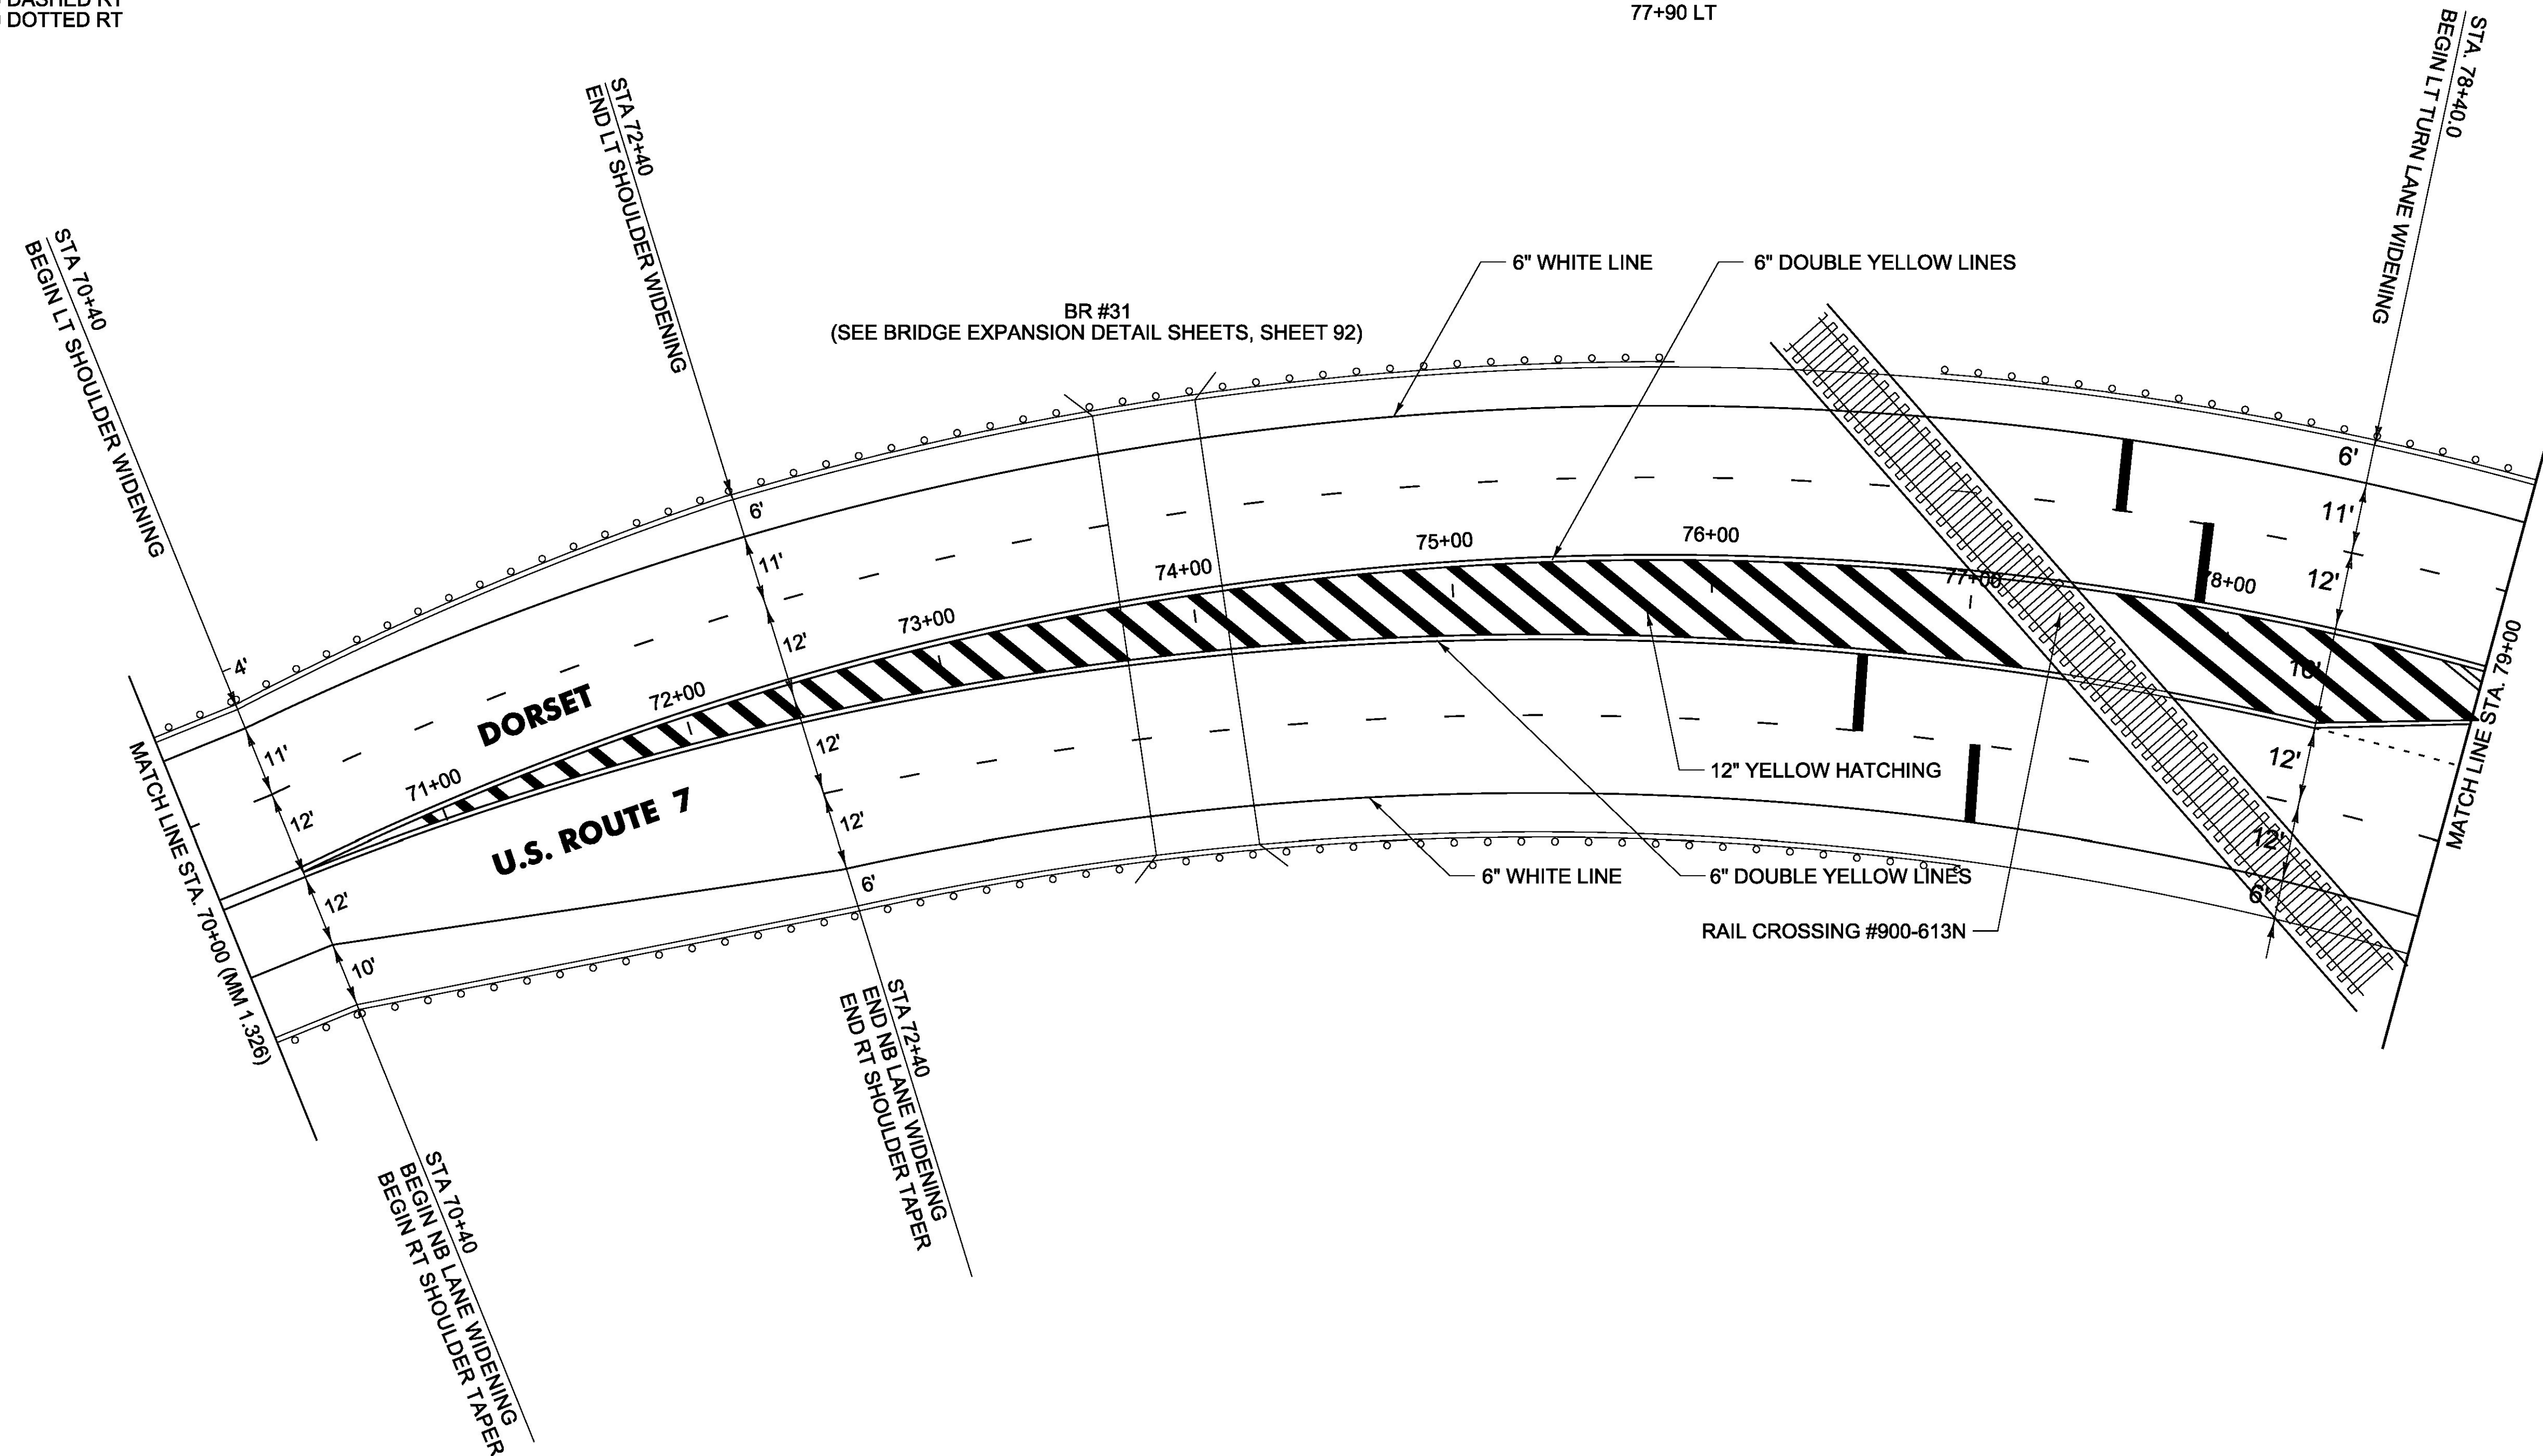 DASHED RT
DOTTED RT
77+90 LT
STA. 78+40.0
BEGIN LT TURN LANE WIDENING
STA 72+40
END LT SHOULDER WIDENING
STA 70+40
BEGIN LT SHOULDER WIDENING
6" WHITE LINE
6" DOUBLE YELLOW LINES
BR #31
(SEE BRIDGE EXPANSION DETAIL SHEETS, SHEET 92)
6'
11'
12'
12'
12'
6'
4'
11'
12'
12'
10'
6'
11'
12'
12'
12'
6'
71+00
72+00
73+00
74+00
75+00
76+00
77+00
78+00
DORSET
U.S. ROUTE 7
12" YELLOW HATCHING
6" WHITE LINE
6" DOUBLE YELLOW LINES
RAIL CROSSING #900-613N
MATCH LINE STA. 70+00 (MM 1.326)
MATCH LINE STA. 79+00
STA 72+40
END NB LANE WIDENING
END RT SHOULDER TAPER
STA 70+40
BEGIN NB LANE WIDENING
BEGIN RT SHOULDER TAPER